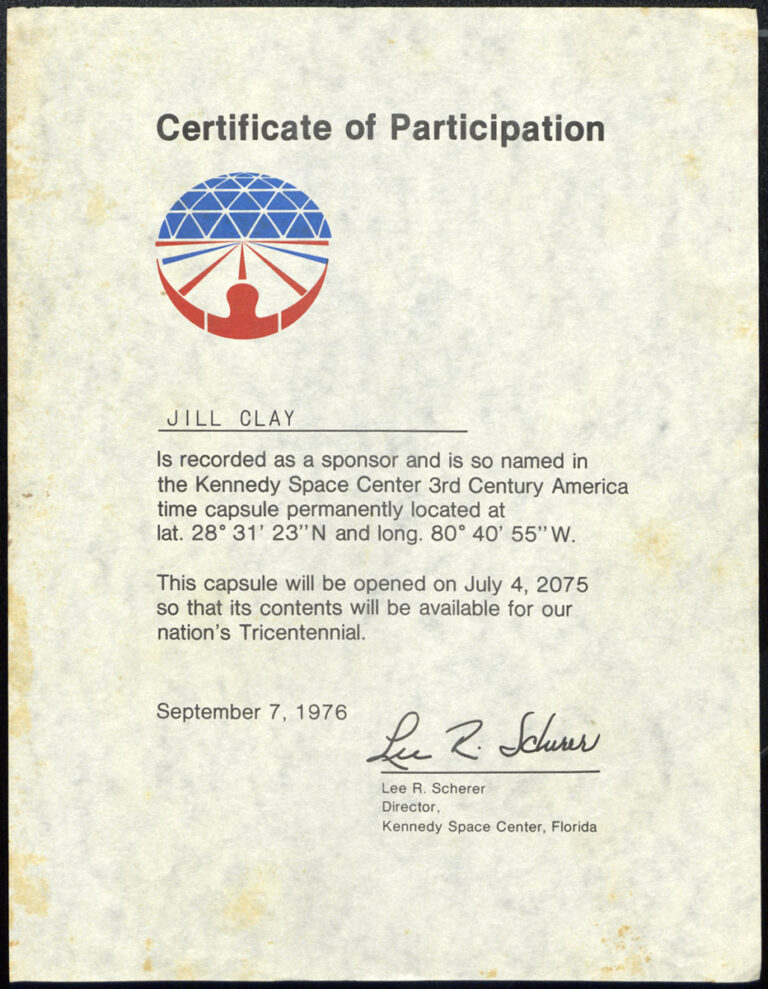 Certificate of Participation
JILL CLAY
Is recorded as a sponsor and is so named in
the Kennedy Space Center 3rd Century America
time capsule permanently located at
lat. 28° 31' 23"N and long. 80° 40' 55"W.
This capsule will be opened on July 4, 2075
so that its contents will be available for our
nation's Tricentennial.
September 7, 1976
Lee R. Scherer
Lee R. Scherer
Director,
Kennedy Space Center, Florida